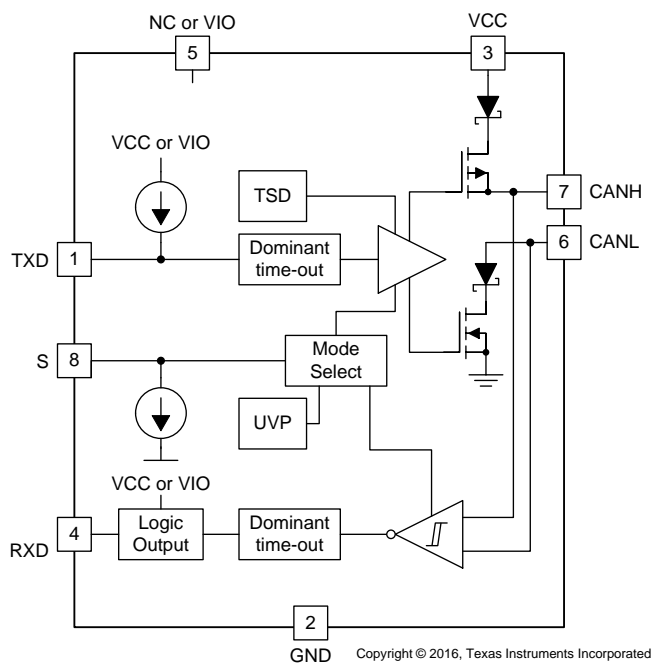 NC or VIO
VCC
5
3
VCC or VIO
TSD
7
CANH
6
CANL
TXD
1
Dominant
time-out
S
8
Mode
Select
UVP
VCC or VIO
RXD
4
Logic
Output
Dominant
time-out
2
GND
Copyright © 2016, Texas Instruments Incorporated